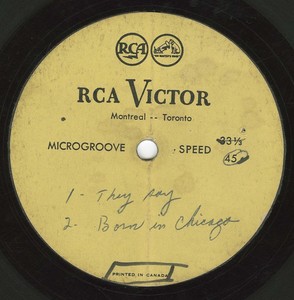 RCA
"HIS MASTER'S VOICE"
RCA VICTOR
Montreal -- Toronto
MICROGROOVE SPEED 33⅓
45
1 - They say
2. Born in Chicago
PRINTED IN CANADA